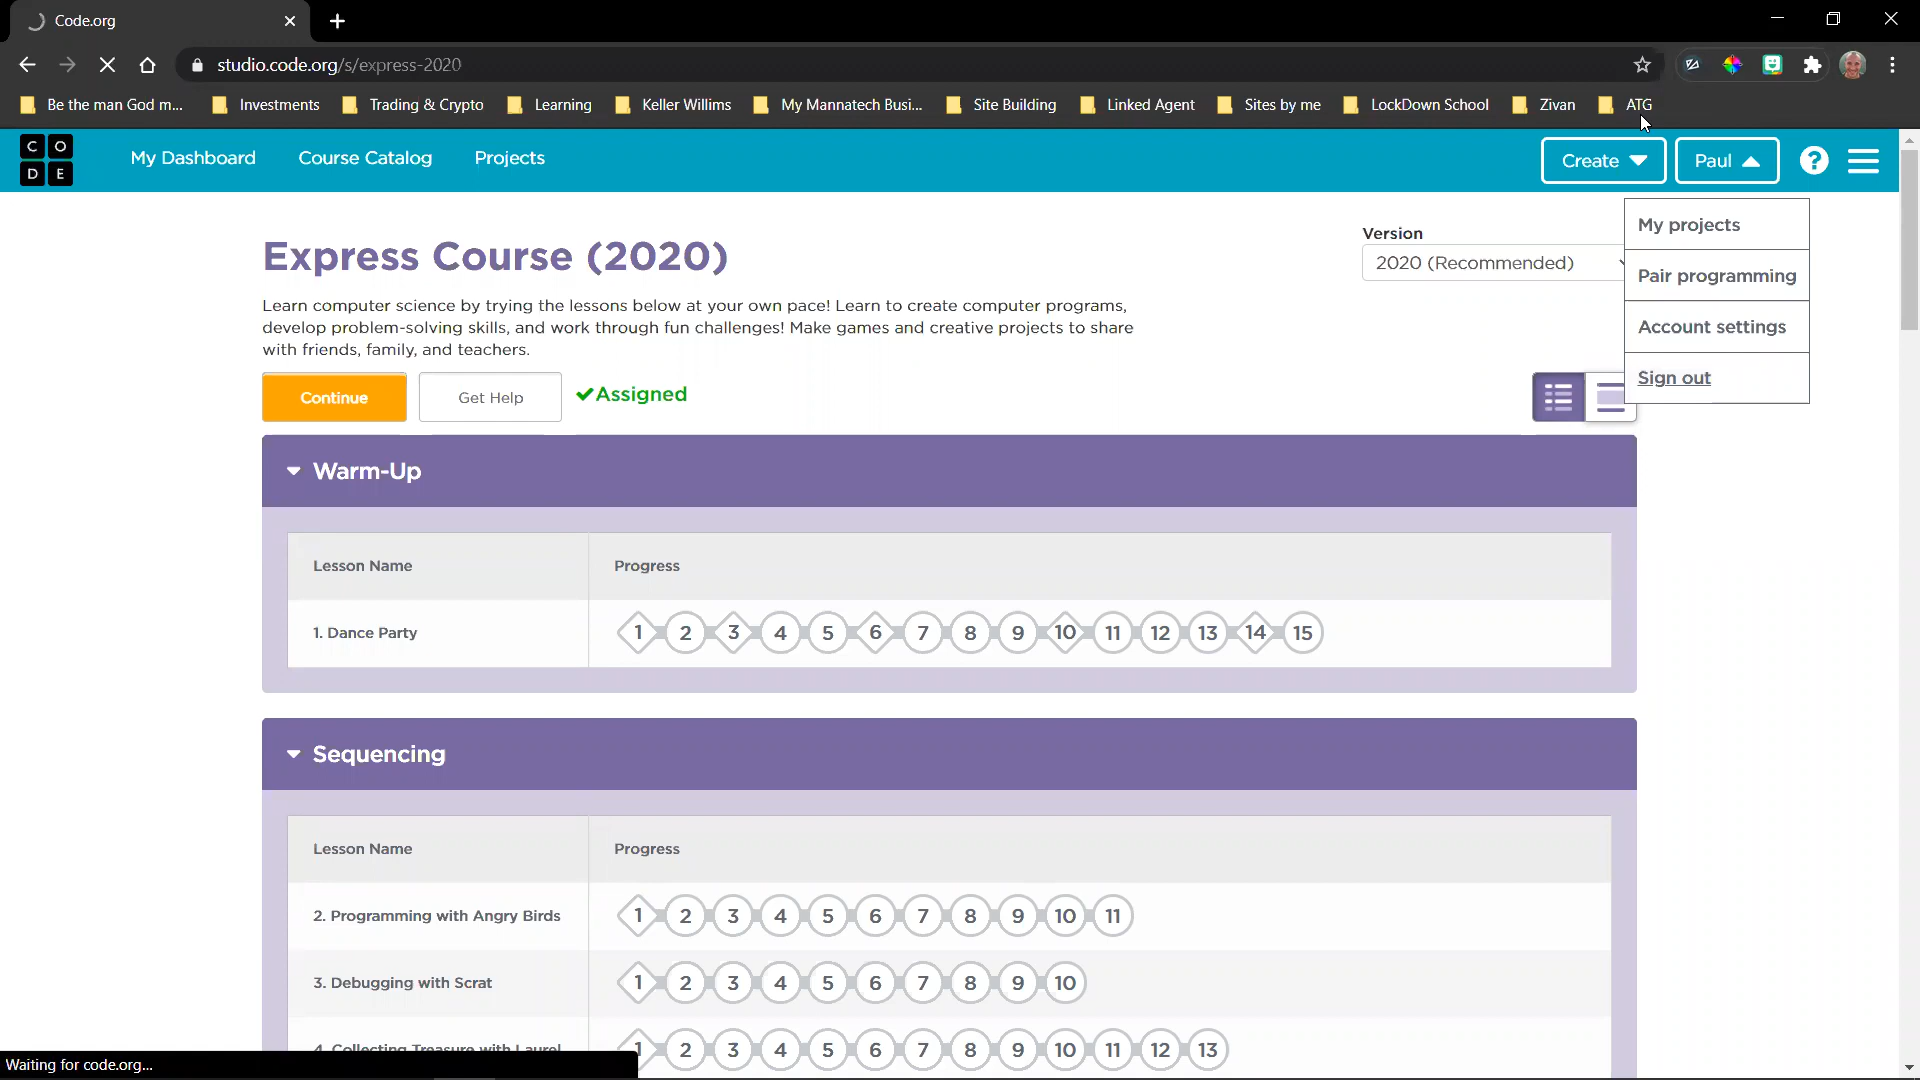 Code.org
studio.code.org/s/express-2020
Be the man God m... Investments Trading & Crypto Learning Keller Willims My Mannatech Busi... Site Building Linked Agent Sites by me LockDown School Zivan ATG
C O
D E
My Dashboard Course Catalog Projects Create Paul ?
My projects
Pair programming
Account settings
Sign out
Express Course (2020)
Version
2020 (Recommended)
Learn computer science by trying the lessons below at your own pace! Learn to create computer programs,
develop problem-solving skills, and work through fun challenges! Make games and creative projects to share
with friends, family, and teachers.
Continue Get Help Assigned
Warm-Up
Lesson Name Progress
1. Dance Party 1 2 3 4 5 6 7 8 9 10 11 12 13 14 15
Sequencing
Lesson Name Progress
2. Programming with Angry Birds 1 2 3 4 5 6 7 8 9 10 11
3. Debugging with Scrat 1 2 3 4 5 6 7 8 9 10
4. Collecting Treasure with Laurel 1 2 3 4 5 6 7 8 9 10 11 12 13
Waiting for code.org...